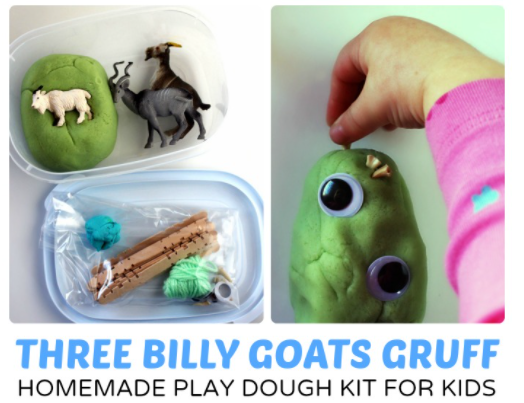 THREE BILLY GOATS GRUFF
HOMEMADE PLAY DOUGH KIT FOR KIDS